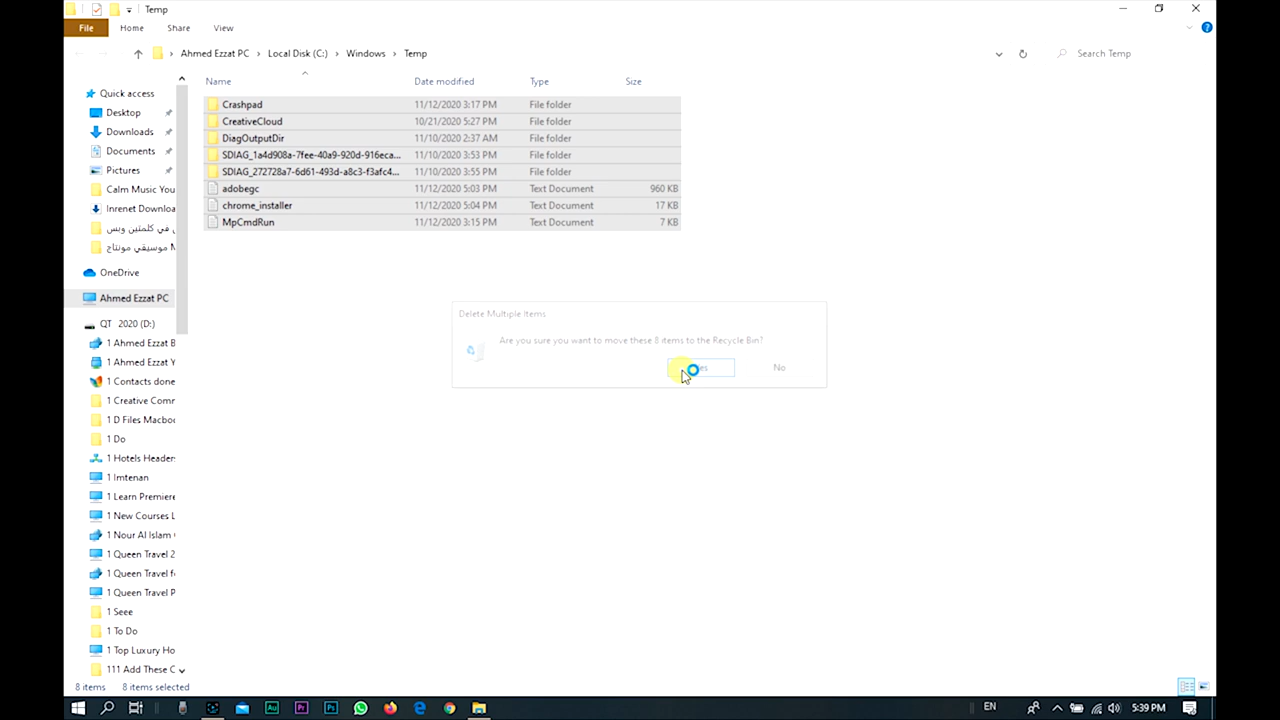 Temp
File Home Share View
Ahmed Ezzat PC Local Disk (C:) Windows Temp Search Temp
Name Date modified Type Size
Crashpad 11/12/2020 3:17 PM File folder
CreativeCloud 10/21/2020 5:27 PM File folder
DiagOutputDir 11/10/2020 2:37 AM File folder
SDIAG_1a4d908a-7fee-40a9-920d-916eca... 11/10/2020 3:53 PM File folder
SDIAG_272728a7-6d61-493d-a8c3-f3afc4... 11/10/2020 3:55 PM File folder
adobegc 11/12/2020 5:03 PM Text Document 960 KB
chrome_installer 11/12/2020 5:04 PM Text Document 17 KB
MpCmdRun 11/12/2020 3:15 PM Text Document 7 KB
Quick access
Desktop
Downloads
Documents
Pictures
Calm Music You
Inrenet Downloa
في كلمتين وبس
موسيقي مونتاج M
OneDrive
Ahmed Ezzat PC
QT 2020 (D:)
1 Ahmed Ezzat B
1 Ahmed Ezzat Y
1 Contacts done
1 Creative Comm
1 D Files Macboo
1 Do
1 Hotels Headers
1 Imtenan
1 Learn Premiere
1 New Courses L
1 Nour Al Islam
1 Queen Travel 2
1 Queen Travel f
1 Queen Travel P
1 Seee
1 To Do
1 Top Luxury Ho
111 Add These C
Delete Multiple Items
Are you sure you want to move these 8 items to the Recycle Bin?
No
8 items 8 items selected
Au Pr Ps EN 5:39 PM